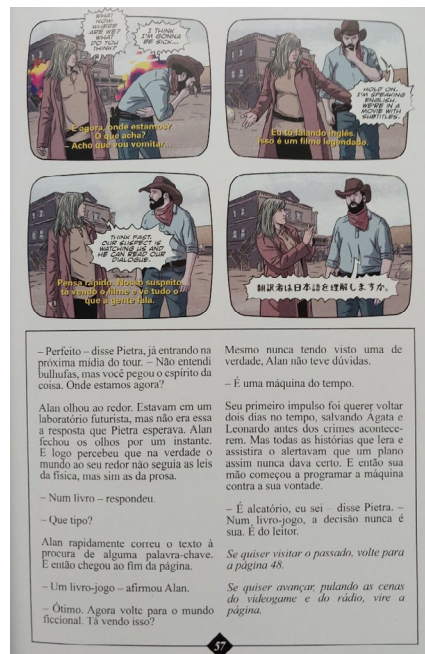 WHAT?
NOW,
WHERE
ARE WE?
WHAT
DO YOU
THINK?
I THINK
I'M GONNA
BE SICK...
- E agora, onde estamos?
O que acha?
- Acho que vou vomitar...
HOLD ON.
I'M SPEAKING
ENGLISH.
WE'RE IN A
MOVIE WITH
SUBTITLES.
Eu tô falando inglês.
Isso é um filme legendado.
THINK FAST.
OUR SUSPECT IS
WATCHING US AND
HE CAN READ OUR
DIALOGUE.
Pensa rápido. Nosso suspeito
tá vendo o filme e vê tudo o
que a gente fala.
翻訳者は日本語を理解しますか。
– Perfeito – disse Pietra, já entrando na
próxima mídia do tour. – Não entendi
bulhufas, mas você pegou o espírito da
coisa. Onde estamos agora?
Alan olhou ao redor. Estavam em um
laboratório futurista, mas não era essa
a resposta que Pietra esperava. Alan
fechou os olhos por um instante.
E logo percebeu que na verdade o
mundo ao seu redor não seguia as leis
da física, mas sim as da prosa.
– Num livro – respondeu.
– Que tipo?
Alan rapidamente correu o texto à
procura de alguma palavra-chave.
E então chegou ao fim da página.
– Um livro-jogo – afirmou Alan.
– Ótimo. Agora volte para o mundo
ficcional. Tá vendo isso?
Mesmo nunca tendo visto uma de
verdade, Alan não teve dúvidas.
– É uma máquina do tempo.
Seu primeiro impulso foi querer voltar
dois dias no tempo, salvando Ágata e
Leonardo antes dos crimes acontece-
rem. Mas todas as histórias que lera e
assistira o alertavam que um plano
assim nunca dava certo. E então sua
mão começou a programar a máquina
contra a sua vontade.
– É aleatório, eu sei – disse Pietra. –
Num livro-jogo, a decisão nunca é
sua. É do leitor.
Se quiser visitar o passado, volte para
a página 48.
Se quiser avançar, pulando as cenas
do videogame e do rádio, vire a
página.
57